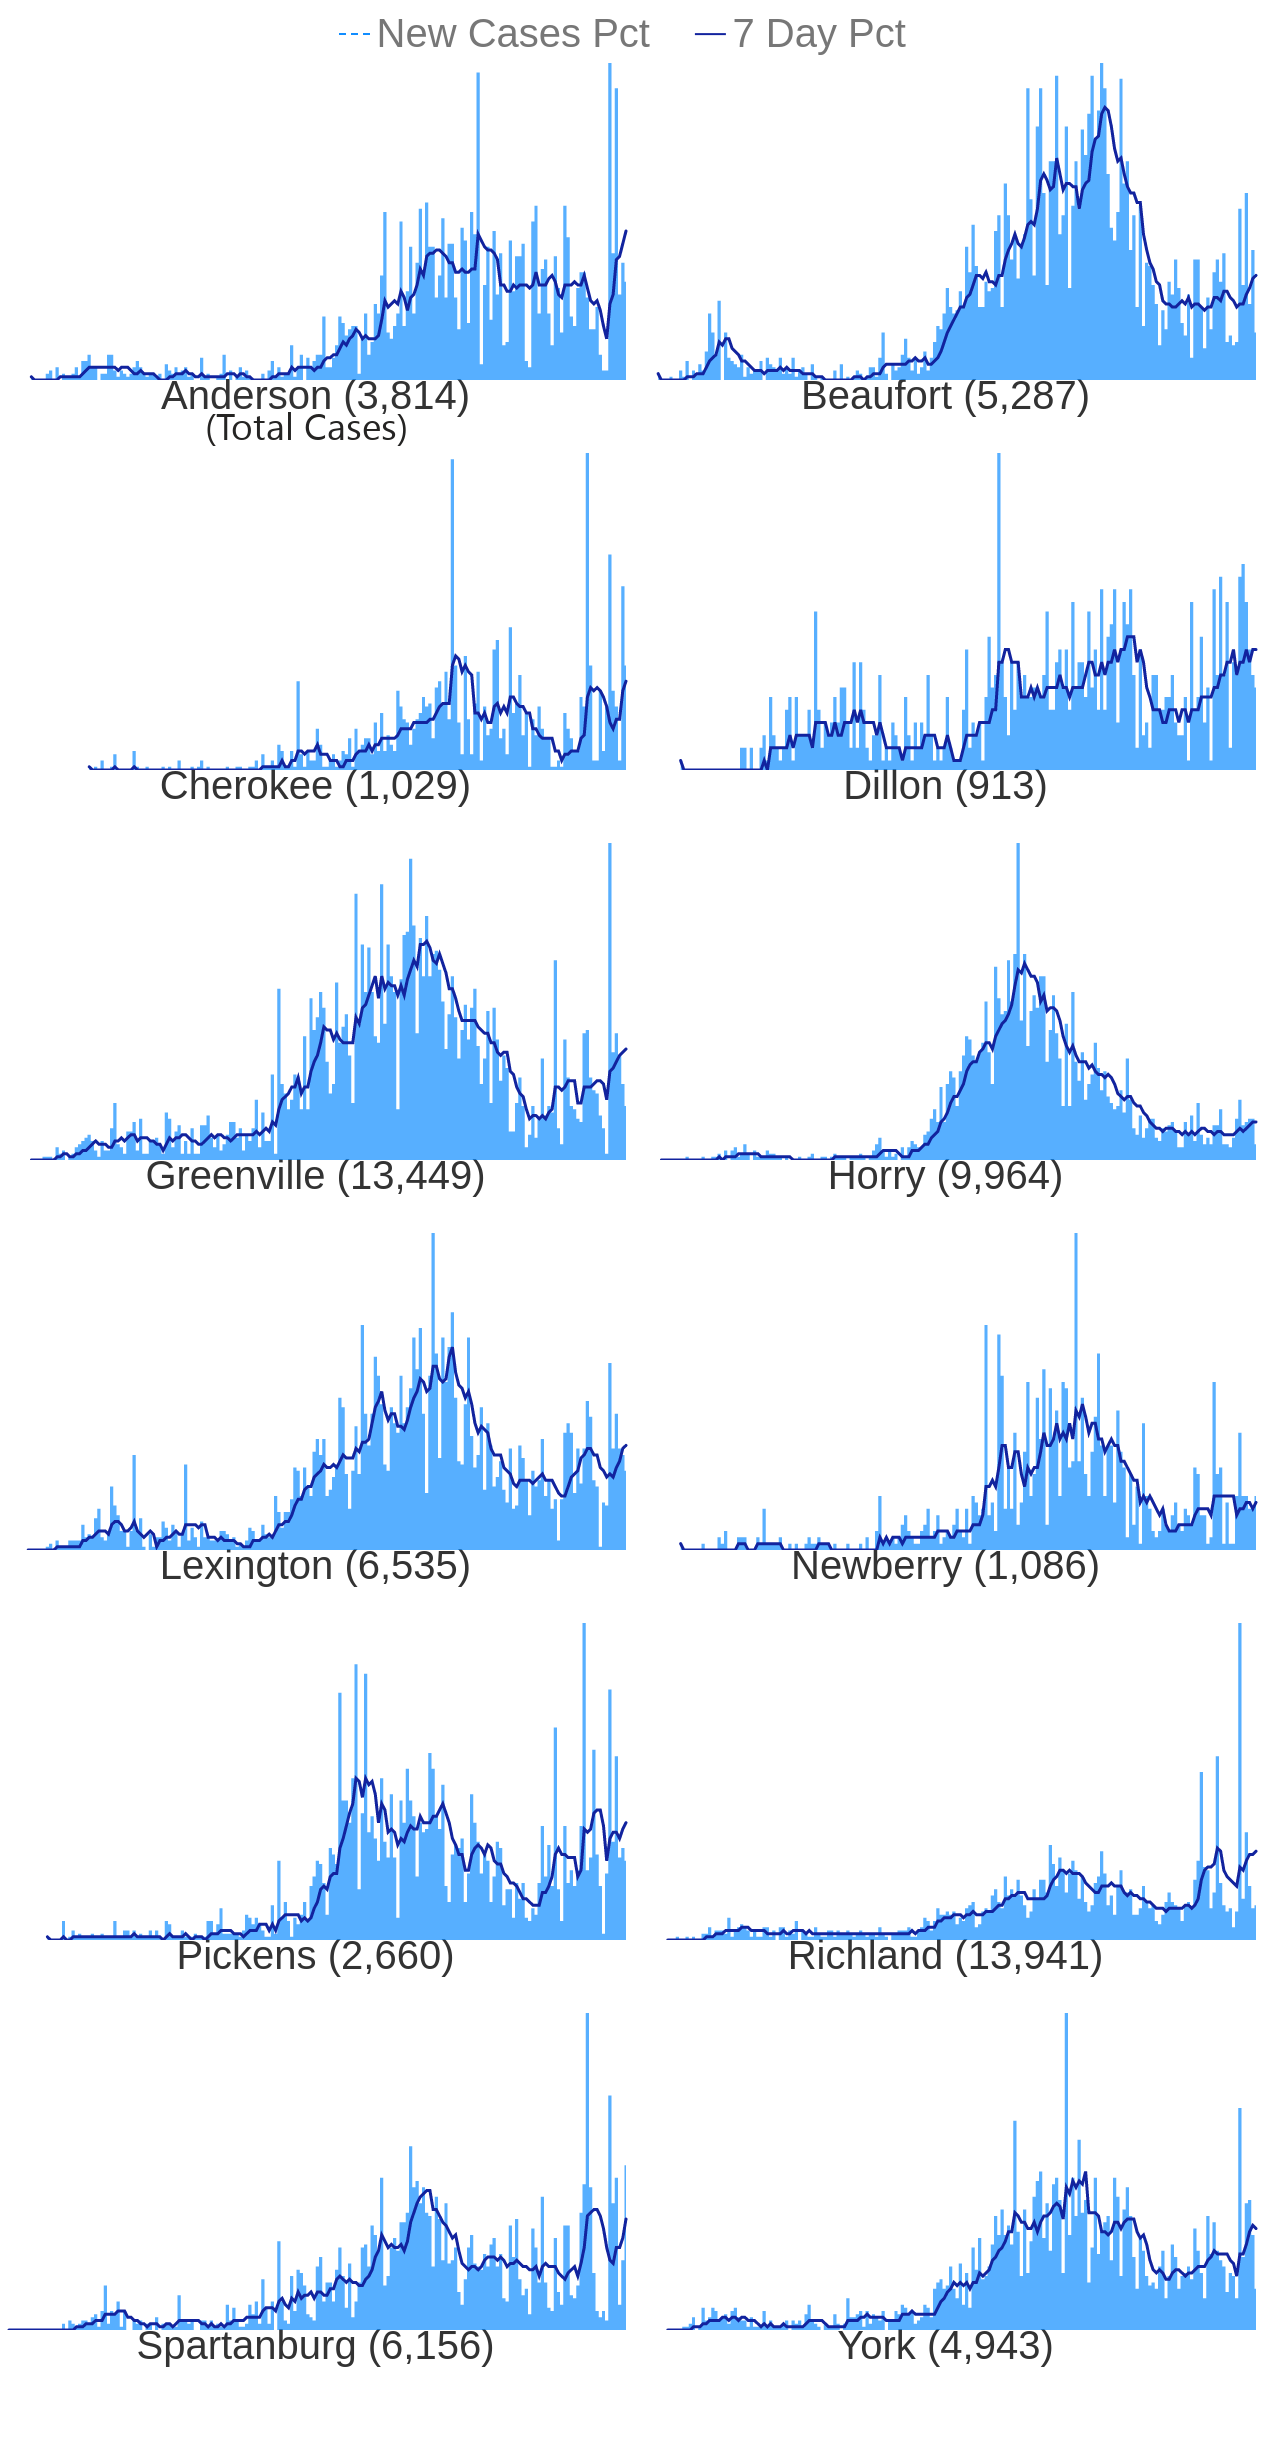 New Cases Pct 7 Day Pct
Anderson (3,814) Beaufort (5,287)
(Total Cases)
Cherokee (1,029) Dillon (913)
Greenville (13,449) Horry (9,964)
Lexington (6,535) Newberry (1,086)
Pickens (2,660) Richland (13,941)
Spartanburg (6,156) York (4,943)